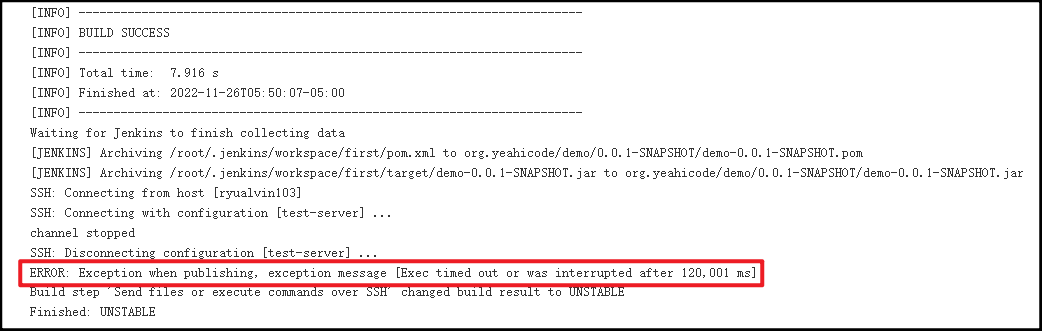 [INFO] ------------------------------------------------------------------------
[INFO] BUILD SUCCESS
[INFO] ------------------------------------------------------------------------
[INFO] Total time:  7.916 s
[INFO] Finished at: 2022-11-26T05:50:07-05:00
[INFO] ------------------------------------------------------------------------
Waiting for Jenkins to finish collecting data
[JENKINS] Archiving /root/.jenkins/workspace/first/pom.xml to org.yeahicode/demo/0.0.1-SNAPSHOT/demo-0.0.1-SNAPSHOT.pom
[JENKINS] Archiving /root/.jenkins/workspace/first/target/demo-0.0.1-SNAPSHOT.jar to org.yeahicode/demo/0.0.1-SNAPSHOT/demo-0.0.1-SNAPSHOT.jar
SSH: Connecting from host [ryualvin103]
SSH: Connecting with configuration [test-server] ...
channel stopped
SSH: Disconnecting configuration [test-server] ...
ERROR: Exception when publishing, exception message [Exec timed out or was interrupted after 120,001 ms]
Build step 'Send files or execute commands over SSH' changed build result to UNSTABLE
Finished: UNSTABLE